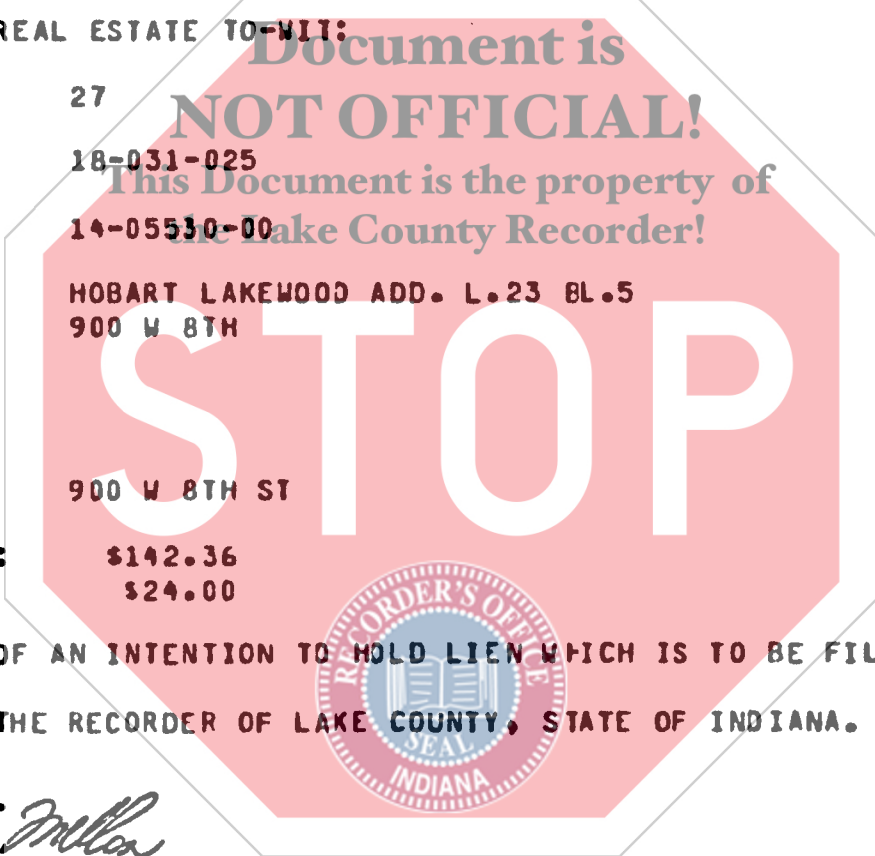 REAL ESTATE TO-WIT:
Document is
27
NOT OFFICIAL!
18-031-025
This Document is the property of
14-05530-00
the Lake County Recorder!
HOBART LAKEWOOD ADD. L.23 BL.5
900 W 8TH
STOP
900 W 8TH ST
: $142.36
$24.00
RECORDER'S OFFICE
SEAL
INDIANA
OF AN INTENTION TO HOLD LIEN WHICH IS TO BE FIL
THE RECORDER OF LAKE COUNTY, STATE OF INDIANA.